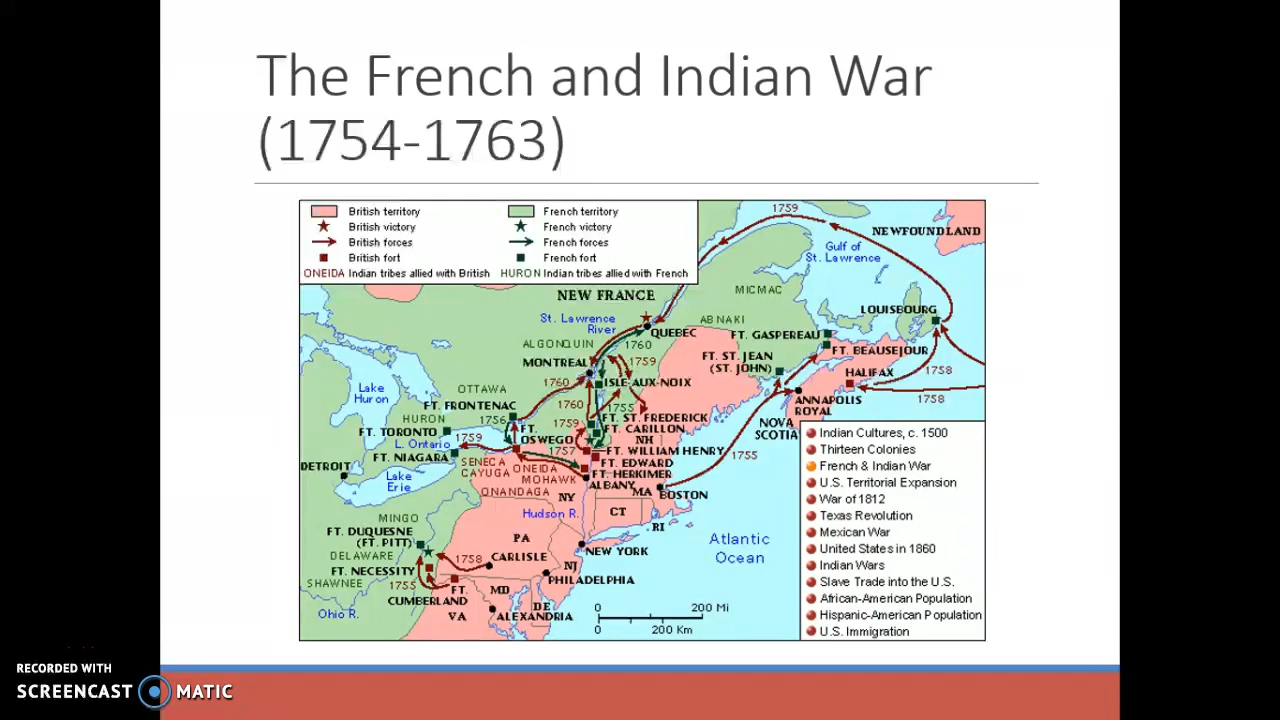 The French and Indian War
(1754-1763)
British territory
British victory
British forces
British fort
ONEIDA Indian tribes allied with British
French territory
French victory
French forces
French fort
HURON Indian tribes allied with French
1759
NEWFOUNDLAND
Gulf of
St. Lawrence
MICMAC
NEW FRANCE
LOUISBOURG
St. Lawrence
River
QUEBEC
ABNAKI
FT. GASPEREAU
ALGONQUIN
1760
FT. BEAUSEJOUR
MONTREAL
1759
FT. ST. JEAN
(ST. JOHN)
HALIFAX
1758
1760
ISLE-AUX-NOIX
Lake
Huron
OTTAWA
1758
ANNAPOLIS
ROYAL
FT. FRONTENAC
1760
1755
HURON
1756
1759
FT. ST. FREDERICK
NOVA
SCOTIA
FT. TORONTO
FT.
OSWEGO
FT. CARILLON
L. Ontario
1759
NH
1757
FT. WILLIAM HENRY
FT. NIAGARA
1755
DETROIT
SENECA
CAYUGA
ONEIDA
FT. EDWARD
FT. HERKIMER
Lake
Erie
MOHAWK
ALBANY
ONANDAGA
NY
MA
BOSTON
Hudson R.
CT
RI
MINGO
FT. DUQUESNE
(FT. PITT)
PA
Atlantic
Ocean
DELAWARE
1758
CARLISLE
NEW YORK
FT. NECESSITY
NJ
SHAWNEE
1755
FT.
CUMBERLAND
MD
PHILADELPHIA
Ohio R.
VA
DE
ALEXANDRIA
0
200 Mi
0
200 Km
Indian Cultures, c. 1500
Thirteen Colonies
French & Indian War
U.S. Territorial Expansion
War of 1812
Texas Revolution
Mexican War
United States in 1860
Indian Wars
Slave Trade into the U.S.
African-American Population
Hispanic-American Population
U.S. Immigration
RECORDED WITH
SCREENCAST MATIC